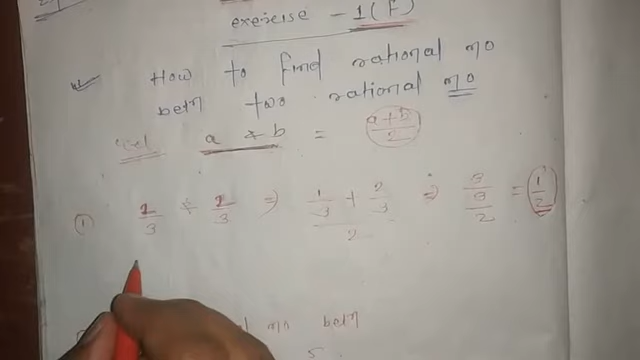 exercise - 1(F)
How to find rational no
betn two rational no
a & b = a+b/2
① 1/3 & 2/3 ⇒ 1/3 + 2/3 / 2 ⇒ 3/3/2 = 1/2
no betn
5.